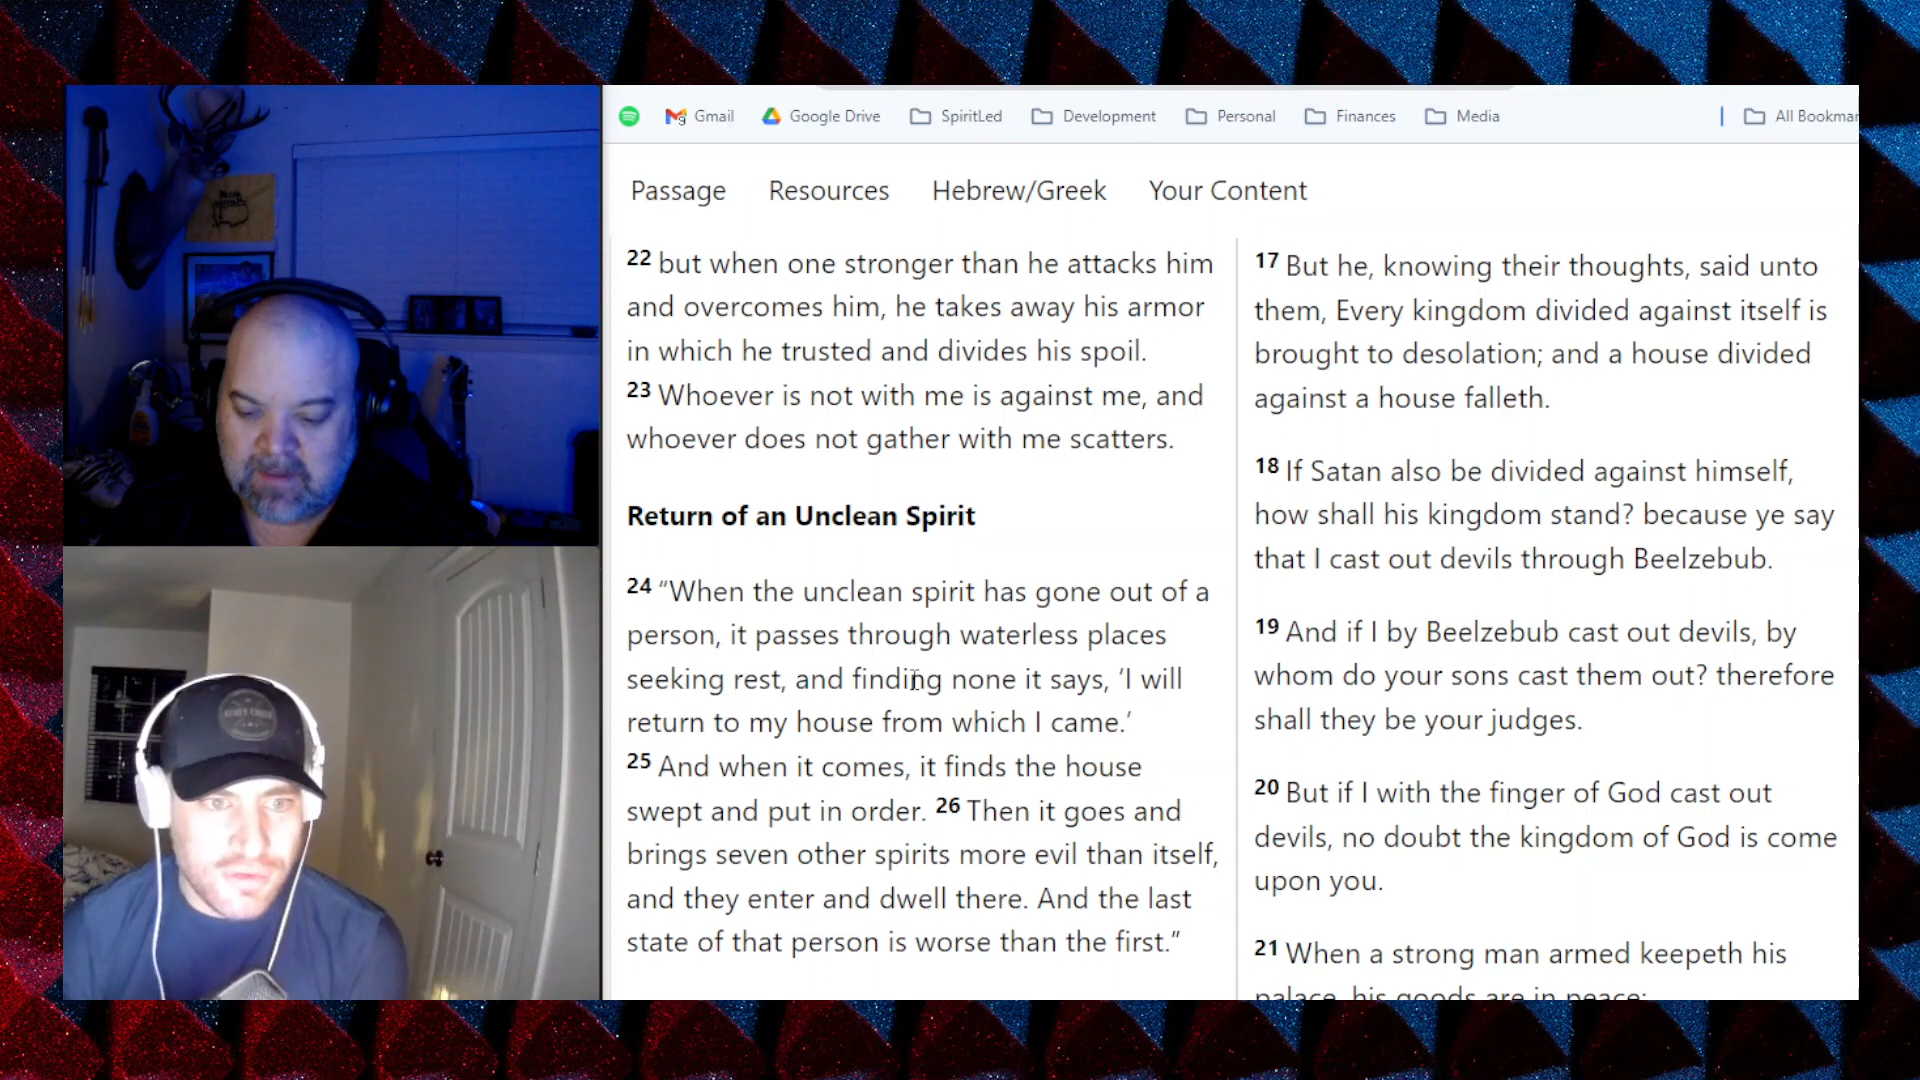 Gmail Google Drive SpiritLed Development Personal Finances Media All Bookmar
Passage Resources Hebrew/Greek Your Content
22 but when one stronger than he attacks him
and overcomes him, he takes away his armor
in which he trusted and divides his spoil.
23 Whoever is not with me is against me, and
whoever does not gather with me scatters.
Return of an Unclean Spirit
24 “When the unclean spirit has gone out of a
person, it passes through waterless places
seeking rest, and finding none it says, ‘I will
return to my house from which I came.’
25 And when it comes, it finds the house
swept and put in order. 26 Then it goes and
brings seven other spirits more evil than itself,
and they enter and dwell there. And the last
state of that person is worse than the first.”
17 But he, knowing their thoughts, said unto
them, Every kingdom divided against itself is
brought to desolation; and a house divided
against a house falleth.
18 If Satan also be divided against himself,
how shall his kingdom stand? because ye say
that I cast out devils through Beelzebub.
19 And if I by Beelzebub cast out devils, by
whom do your sons cast them out? therefore
shall they be your judges.
20 But if I with the finger of God cast out
devils, no doubt the kingdom of God is come
upon you.
21 When a strong man armed keepeth his
palace, his goods are in peace: